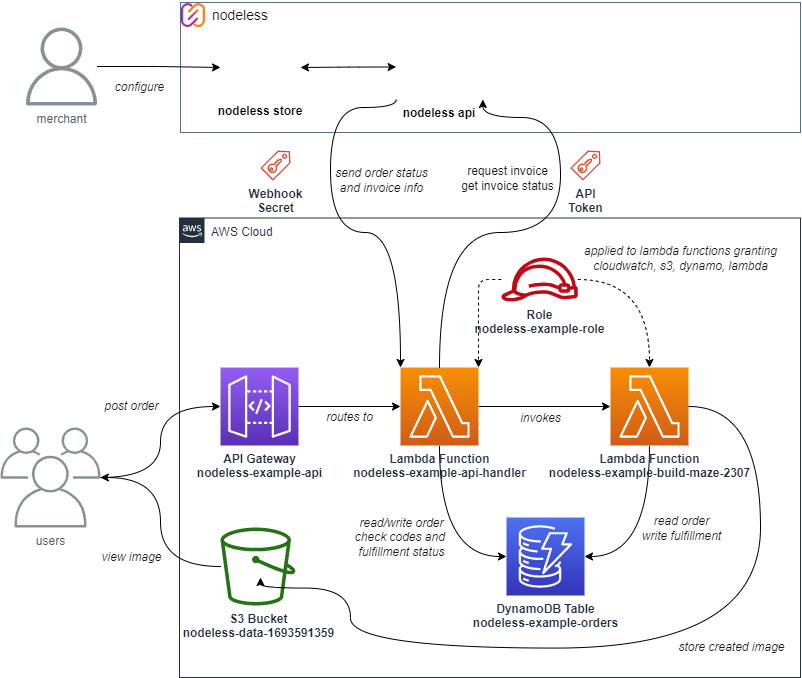 nodeless
configure
merchant
nodeless store
nodeless api
send order status
and invoice info
request invoice
get invoice status
Webhook
Secret
API
Token
aws
AWS Cloud
applied to lambda functions granting
cloudwatch, s3, dynamo, lambda
Role
nodeless-example-role
post order
</>
routes to
invokes
API Gateway
nodeless-example-api
Lambda Function
nodeless-example-api-handler
Lambda Function
nodeless-example-build-maze-2307
users
view image
read/write order
check codes and
fulfillment status
read order
write fulfillment
DynamoDB Table
nodeless-example-orders
S3 Bucket
nodeless-data-1693591359
store created image